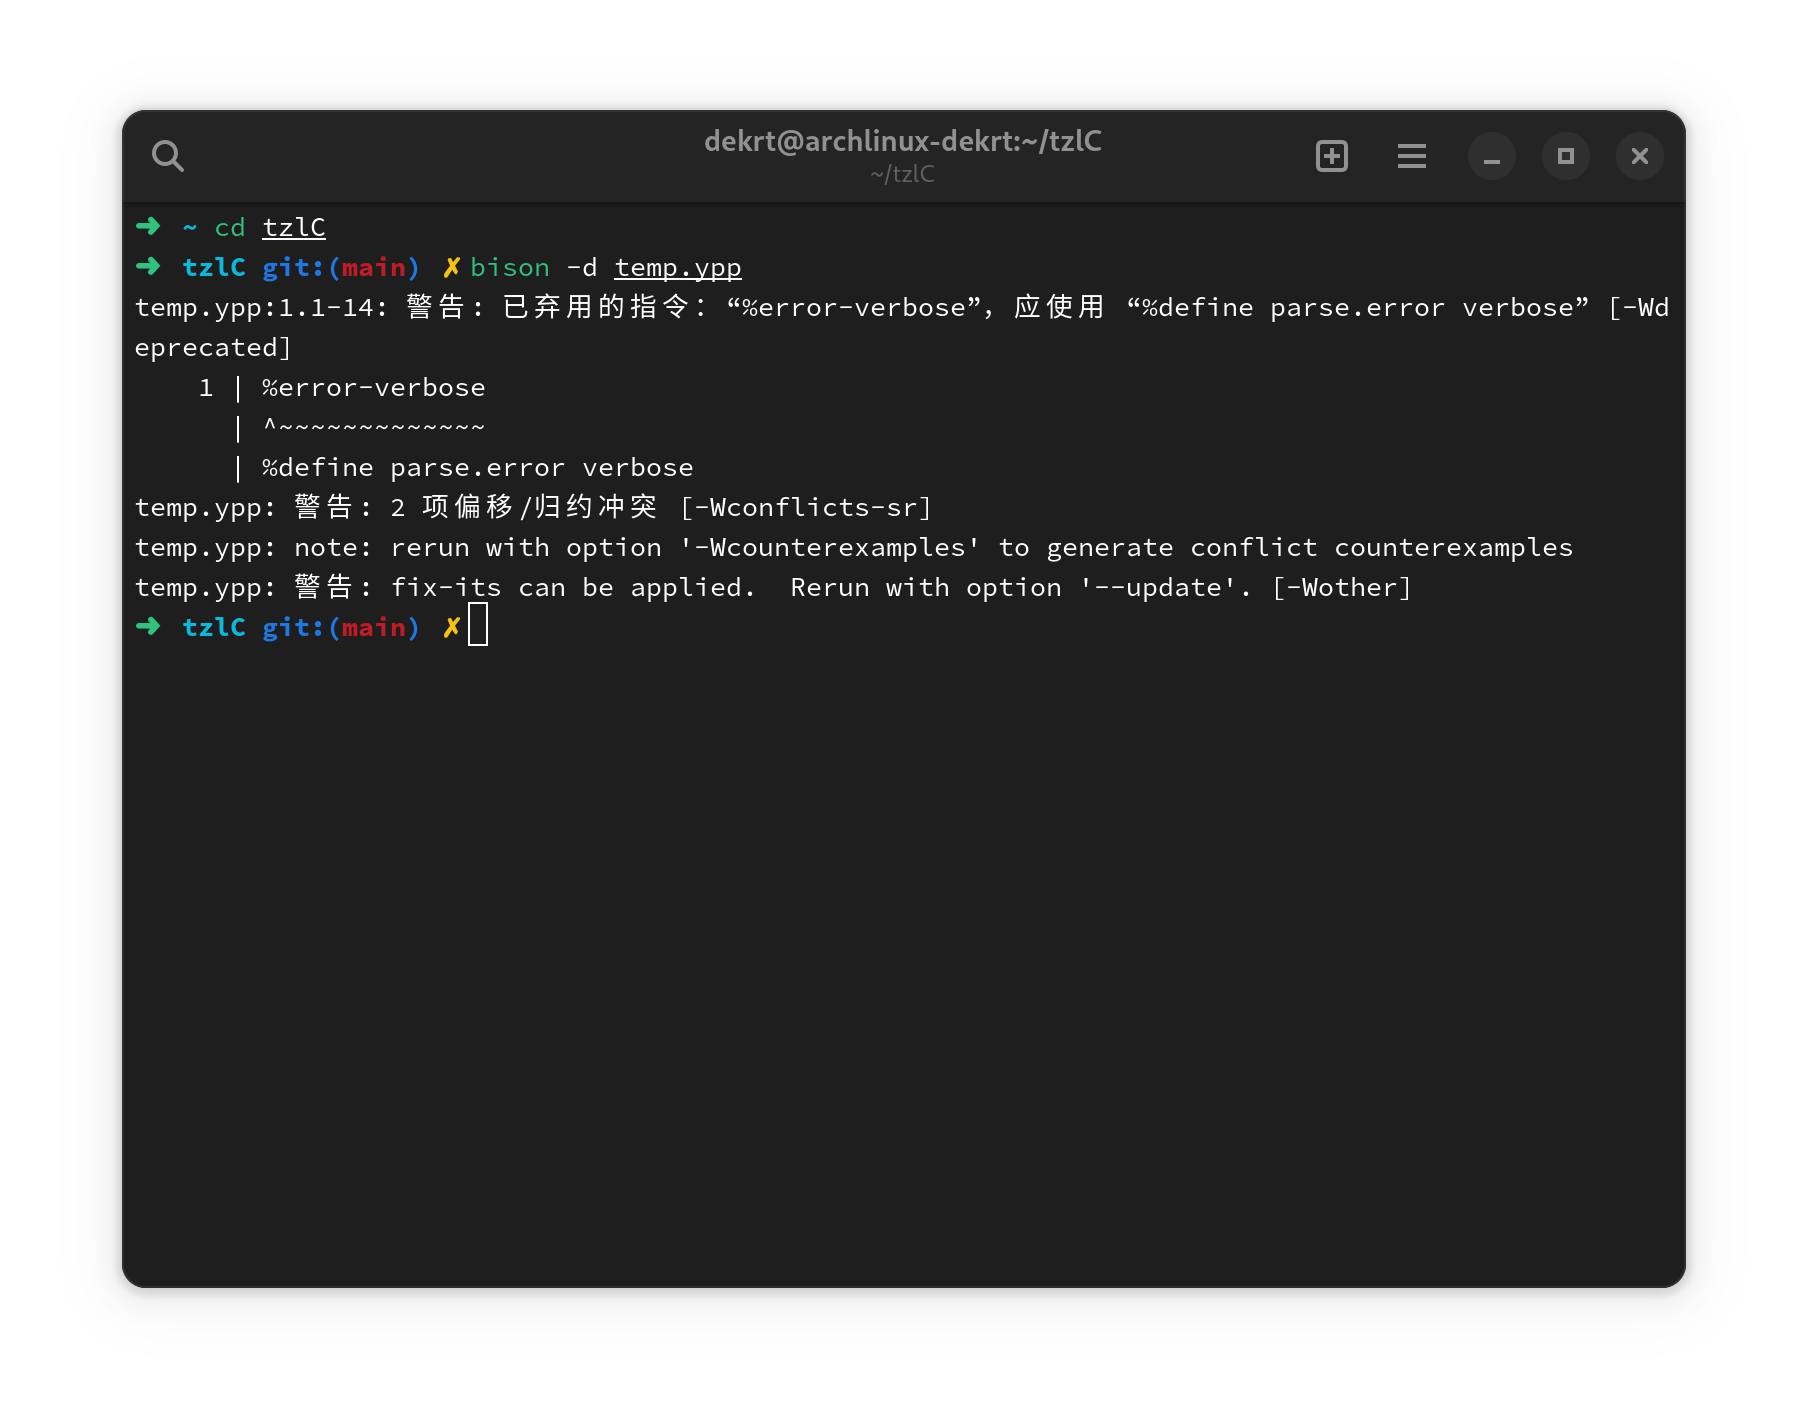 dekrt@archlinux-dekrt:~/tzlC
~/tzlC
➜ ~ cd tzlC
➜ tzlC git:(main) ✗ bison -d temp.ypp
temp.ypp:1.1-14: 警告: 已弃用的指令: “%error-verbose”, 应使用 “%define parse.error verbose” [-Wd
eprecated]
    1 | %error-verbose
      | ^~~~~~~~~~~~~~
      | %define parse.error verbose
temp.ypp: 警告: 2 项偏移/归约冲突 [-Wconflicts-sr]
temp.ypp: note: rerun with option '-Wcounterexamples' to generate conflict counterexamples
temp.ypp: 警告: fix-its can be applied.  Rerun with option '--update'. [-Wother]
➜ tzlC git:(main) ✗